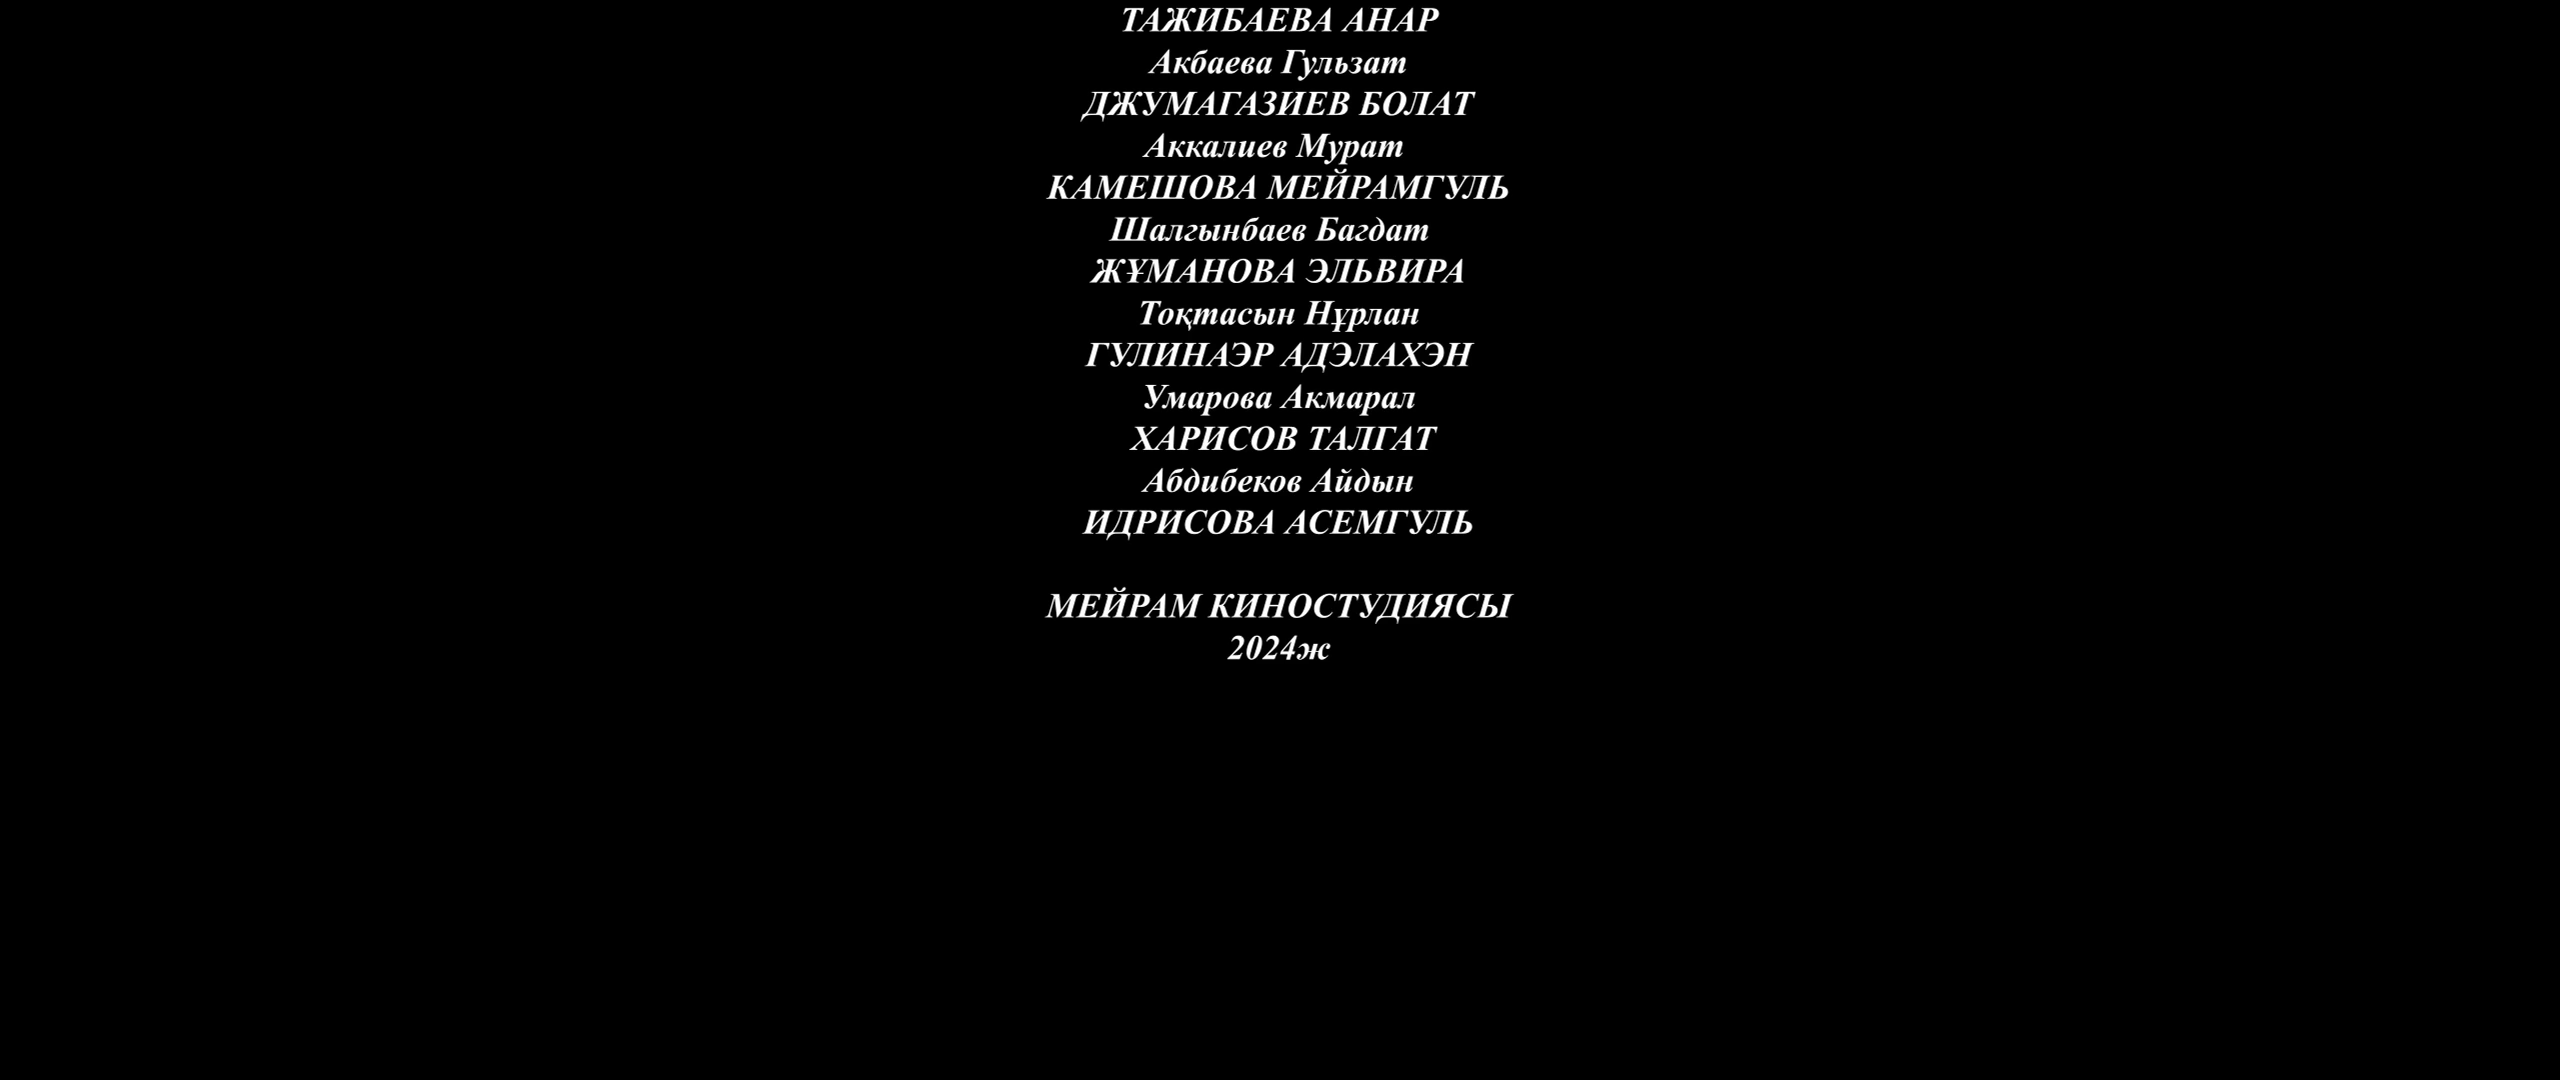 ТАЖИБАЕВА АНАР
Акбаева Гульзат
ДЖУМАГАЗИЕВ БОЛАТ
Аккалиев Мурат
КАМЕШОВА МЕЙРАМГУЛЬ
Шалгынбаев Багдат
ЖҰМАНОВА ЭЛЬВИРА
Тоқтасын Нұрлан
ГУЛИНАЭР АДЭЛАХЭН
Умарова Акмарал
ХАРИСОВ ТАЛГАТ
Абдибеков Айдын
ИДРИСОВА АСЕМГУЛЬ
МЕЙРАМ КИНОСТУДИЯСЫ
2024ж